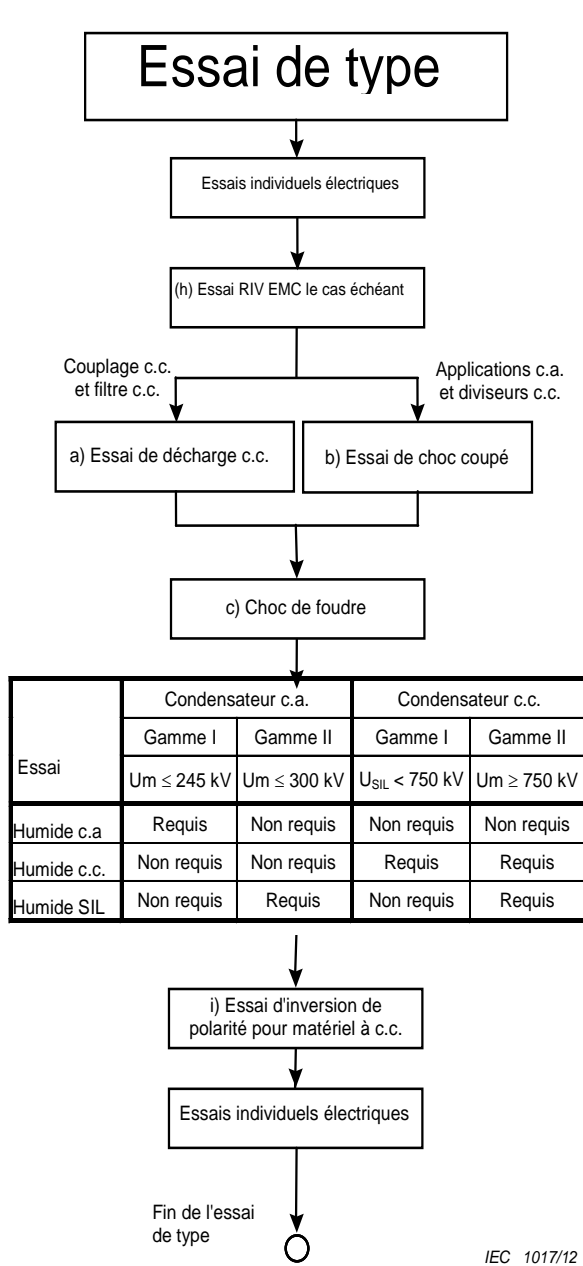 Essai de type
Essais individuels électriques
(h) Essai RIV EMC le cas échéant
Couplage c.c.
et filtre c.c.
Applications c.a.
et diviseurs c.c.
a) Essai de décharge c.c.
b) Essai de choc coupé
c) Choc de foudre
Essai
Condensateur c.a.
Condensateur c.c.
Gamme I
Gamme II
Gamme I
Gamme II
Um ≤ 245 kV
Um ≤ 300 kV
USIL < 750 kV
Um ≥ 750 kV
Humide c.a
Requis
Non requis
Non requis
Non requis
Humide c.c.
Non requis
Non requis
Requis
Requis
Humide SIL
Non requis
Requis
Non requis
Requis
i) Essai d'inversion de
polarité pour matériel à c.c.
Essais individuels électriques
Fin de l'essai
de type
IEC 1017/12